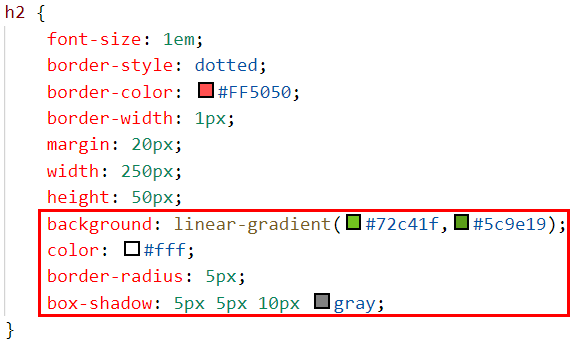 h2 {
font-size: 1em;
border-style: dotted;
border-color: #FF5050;
border-width: 1px;
margin: 20px;
width: 250px;
height: 50px;
background: linear-gradient(#72c41f,#5c9e19);
color: #fff;
border-radius: 5px;
box-shadow: 5px 5px 10px gray;
}